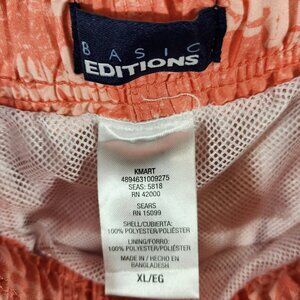 BASIC
EDITIONS
KMART
4894631009275
SEAS: 5818
RN 42000
SEARS
RN 15099
SHELL/CUBIERTA:
100% POLYESTER/POLIÉSTER
LINING/FORRO:
100% POLYESTER/POLIÉSTER
MADE IN / HECHO EN
BANGLADESH
XL/EG